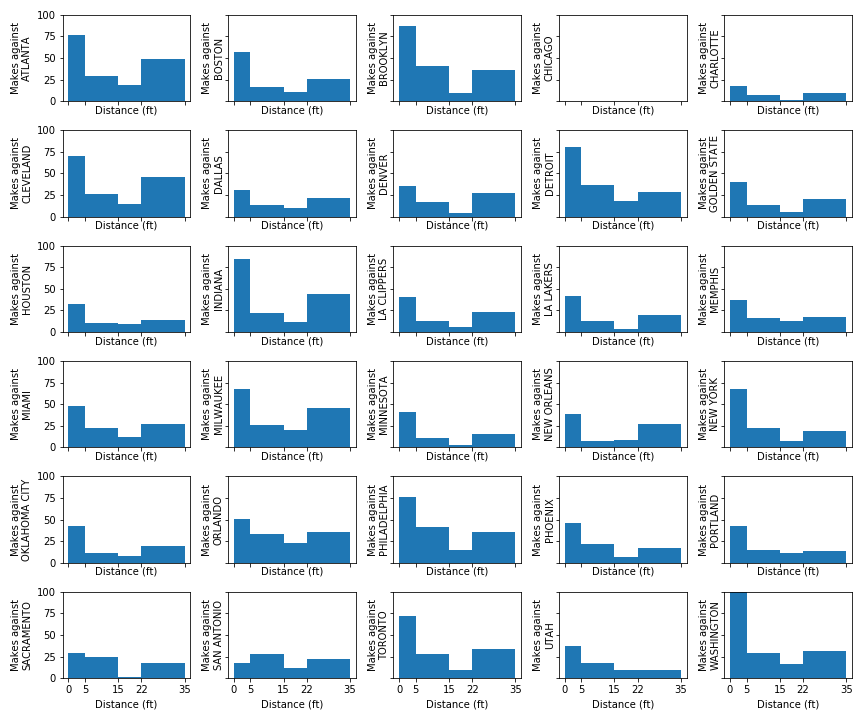 100
75
50
25
0
Makes against
ATLANTA
Distance (ft)
Makes against
BOSTON
Distance (ft)
Makes against
BROOKLYN
Distance (ft)
Makes against
CHICAGO
Distance (ft)
Makes against
CHARLOTTE
Distance (ft)
100
75
50
25
0
Makes against
CLEVELAND
Distance (ft)
Makes against
DALLAS
Distance (ft)
Makes against
DENVER
Distance (ft)
Makes against
DETROIT
Distance (ft)
Makes against
GOLDEN STATE
Distance (ft)
100
75
50
25
0
Makes against
HOUSTON
Distance (ft)
Makes against
INDIANA
Distance (ft)
Makes against
LA CLIPPERS
Distance (ft)
Makes against
LA LAKERS
Distance (ft)
Makes against
MEMPHIS
Distance (ft)
100
75
50
25
0
Makes against
MIAMI
Distance (ft)
Makes against
MILWAUKEE
Distance (ft)
Makes against
MINNESOTA
Distance (ft)
Makes against
NEW ORLEANS
Distance (ft)
Makes against
NEW YORK
Distance (ft)
100
75
50
25
0
Makes against
OKLAHOMA CITY
Distance (ft)
Makes against
ORLANDO
Distance (ft)
Makes against
PHILADELPHIA
Distance (ft)
Makes against
PHOENIX
Distance (ft)
Makes against
PORTLAND
Distance (ft)
100
75
50
25
0
Makes against
SACRAMENTO
0 5 15 22 35
Distance (ft)
Makes against
SAN ANTONIO
0 5 15 22 35
Distance (ft)
Makes against
TORONTO
0 5 15 22 35
Distance (ft)
Makes against
UTAH
0 5 15 22 35
Distance (ft)
Makes against
WASHINGTON
0 5 15 22 35
Distance (ft)